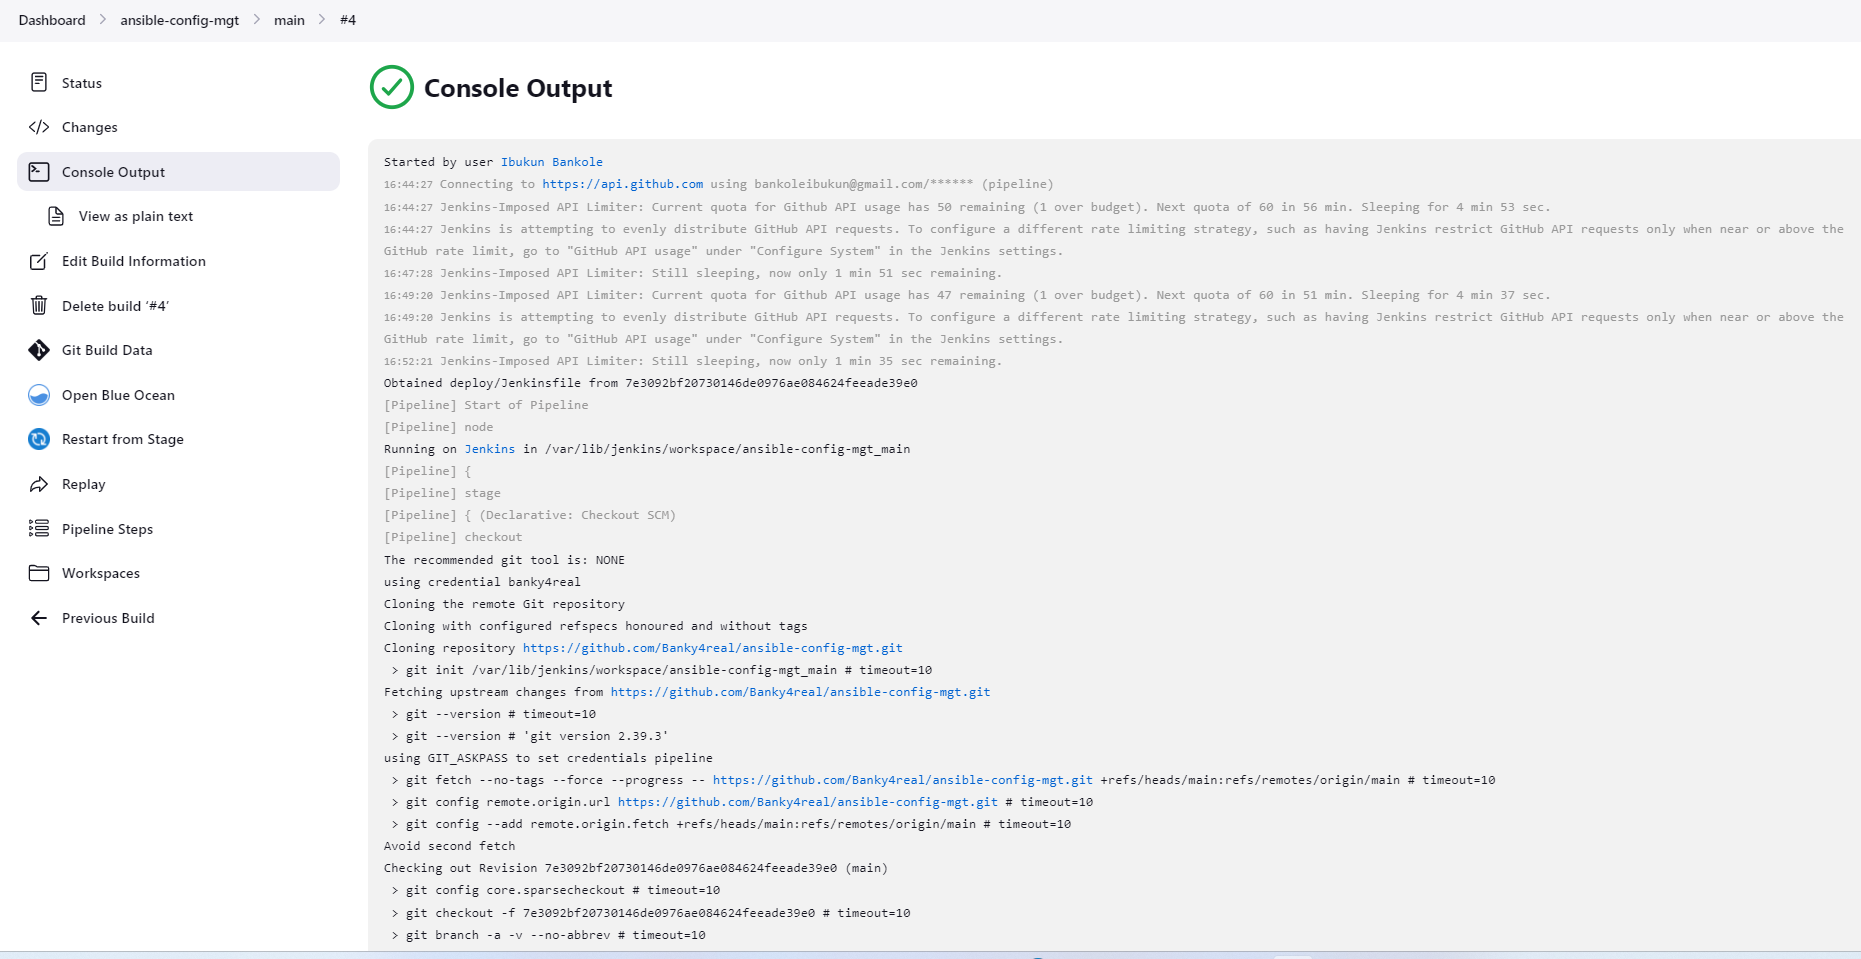 Dashboard > ansible-config-mgt > main > #4
Status
Changes
Console Output
View as plain text
Edit Build Information
Delete build ‘#4’
Git Build Data
Open Blue Ocean
Restart from Stage
Replay
Pipeline Steps
Workspaces
Previous Build
Console Output
Started by user Ibukun Bankole
16:44:27 Connecting to https://api.github.com using bankoleibukun@gmail.com/****** (pipeline)
16:44:27 Jenkins-Imposed API Limiter: Current quota for Github API usage has 50 remaining (1 over budget). Next quota of 60 in 56 min. Sleeping for 4 min 53 sec.
16:44:27 Jenkins is attempting to evenly distribute GitHub API requests. To configure a different rate limiting strategy, such as having Jenkins restrict GitHub API requests only when near or above the
GitHub rate limit, go to "GitHub API usage" under "Configure System" in the Jenkins settings.
16:47:28 Jenkins-Imposed API Limiter: Still sleeping, now only 1 min 51 sec remaining.
16:49:20 Jenkins-Imposed API Limiter: Current quota for Github API usage has 47 remaining (1 over budget). Next quota of 60 in 51 min. Sleeping for 4 min 37 sec.
16:49:20 Jenkins is attempting to evenly distribute GitHub API requests. To configure a different rate limiting strategy, such as having Jenkins restrict GitHub API requests only when near or above the
GitHub rate limit, go to "GitHub API usage" under "Configure System" in the Jenkins settings.
16:52:21 Jenkins-Imposed API Limiter: Still sleeping, now only 1 min 35 sec remaining.
Obtained deploy/Jenkinsfile from 7e3092bf20730146de0976ae084624feeade39e0
[Pipeline] Start of Pipeline
[Pipeline] node
Running on Jenkins in /var/lib/jenkins/workspace/ansible-config-mgt_main
[Pipeline] {
[Pipeline] stage
[Pipeline] { (Declarative: Checkout SCM)
[Pipeline] checkout
The recommended git tool is: NONE
using credential banky4real
Cloning the remote Git repository
Cloning with configured refspecs honoured and without tags
Cloning repository https://github.com/Banky4real/ansible-config-mgt.git
> git init /var/lib/jenkins/workspace/ansible-config-mgt_main # timeout=10
Fetching upstream changes from https://github.com/Banky4real/ansible-config-mgt.git
> git --version # timeout=10
> git --version # 'git version 2.39.3'
using GIT_ASKPASS to set credentials pipeline
> git fetch --no-tags --force --progress -- https://github.com/Banky4real/ansible-config-mgt.git +refs/heads/main:refs/remotes/origin/main # timeout=10
> git config remote.origin.url https://github.com/Banky4real/ansible-config-mgt.git # timeout=10
> git config --add remote.origin.fetch +refs/heads/main:refs/remotes/origin/main # timeout=10
Avoid second fetch
Checking out Revision 7e3092bf20730146de0976ae084624feeade39e0 (main)
> git config core.sparsecheckout # timeout=10
> git checkout -f 7e3092bf20730146de0976ae084624feeade39e0 # timeout=10
> git branch -a -v --no-abbrev # timeout=10